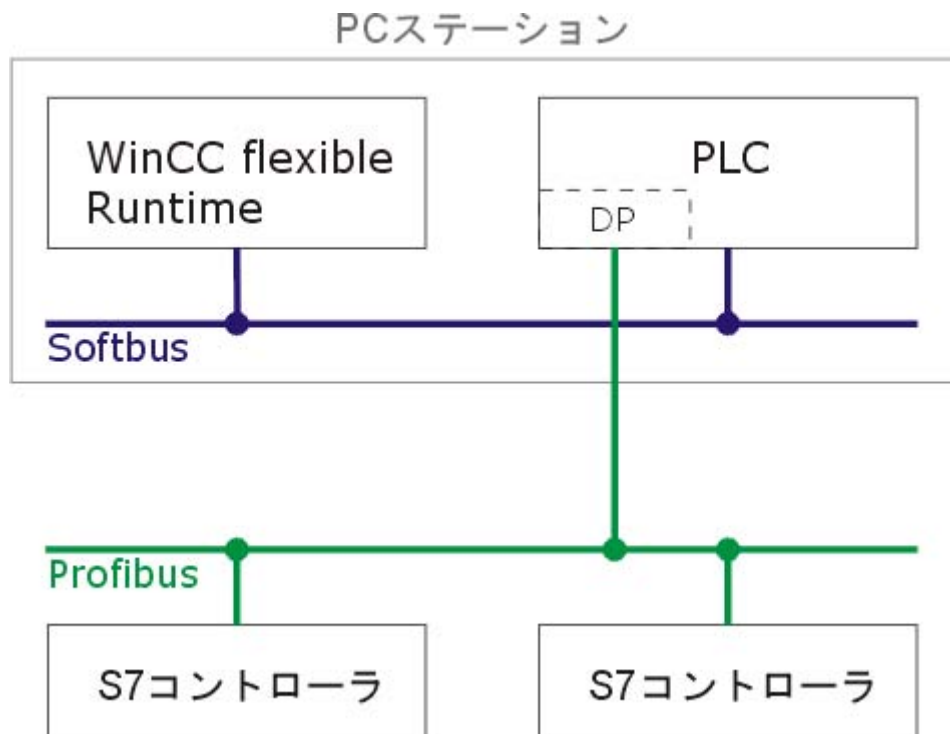 PCステーション
WinCC flexible
Runtime
PLC
DP
Softbus
Profibus
S7コントローラ
S7コントローラ